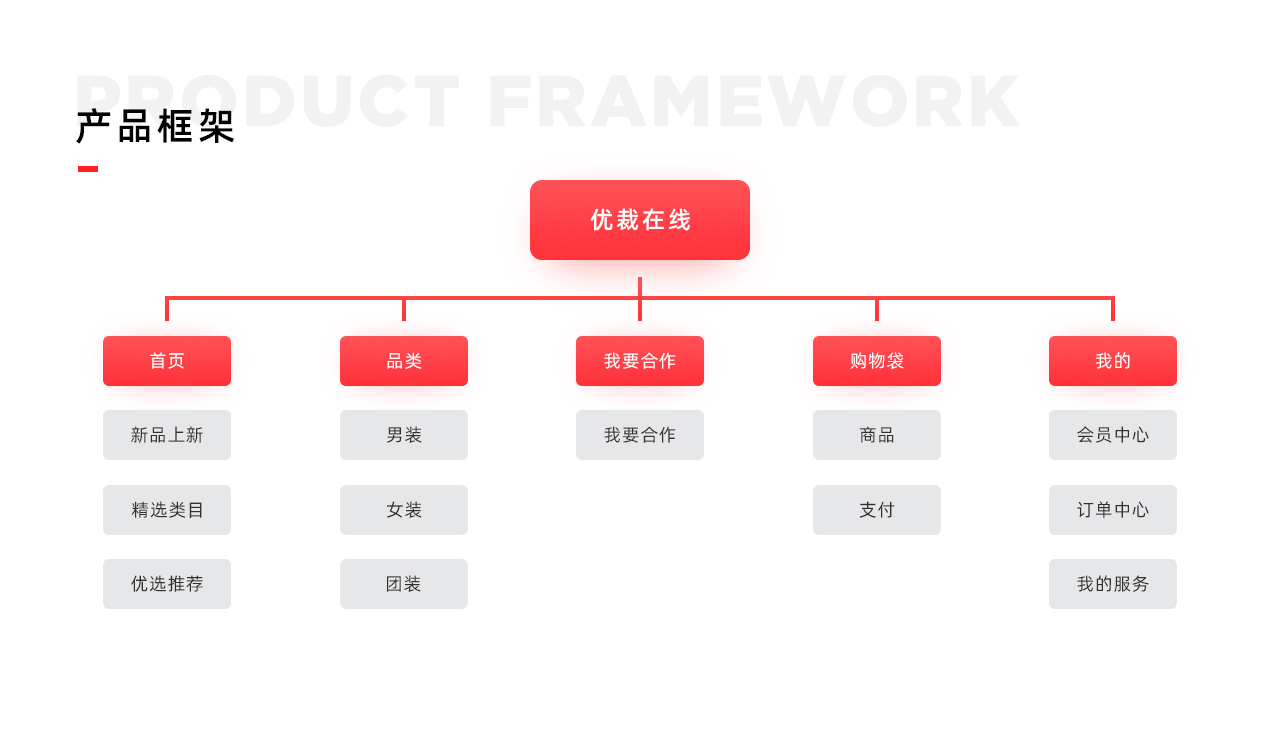 PRODUCT FRAMEWORK
产品框架
优裁在线
首页
品类
我要合作
购物袋
我的
新品上新
男装
我要合作
商品
会员中心
精选类目
女装
支付
订单中心
优选推荐
团装
我的服务